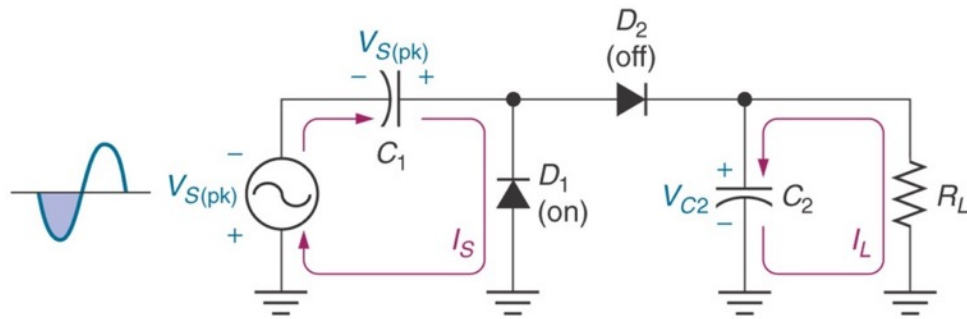 D2
(off)
VS(pk)
– +
C1
–
VS(pk)
+
D1
(on)
IS
+
VC2
–
C2
IL
RL